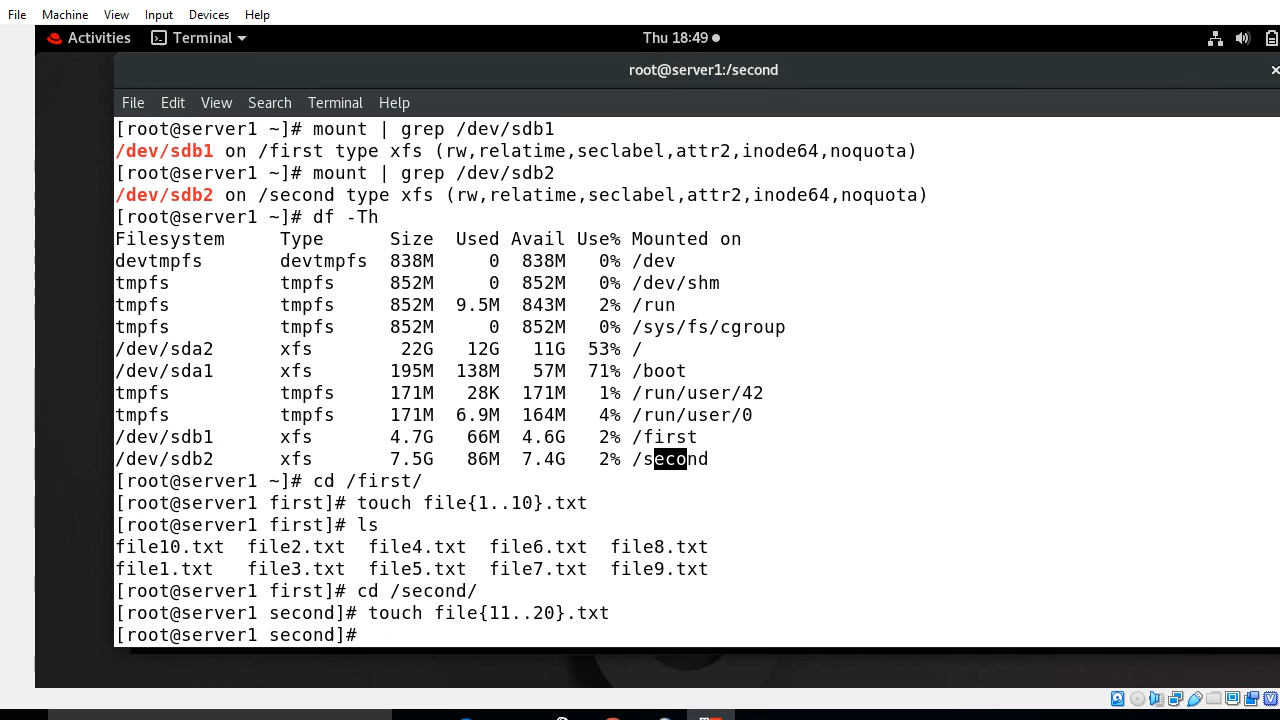 File Machine View Input Devices Help
Activities Terminal Thu 18:49
root@server1:/second
File Edit View Search Terminal Help
[root@server1 ~]# mount | grep /dev/sdb1
/dev/sdb1 on /first type xfs (rw,relatime,seclabel,attr2,inode64,noquota)
[root@server1 ~]# mount | grep /dev/sdb2
/dev/sdb2 on /second type xfs (rw,relatime,seclabel,attr2,inode64,noquota)
[root@server1 ~]# df -Th
Filesystem     Type      Size  Used Avail Use% Mounted on
devtmpfs       devtmpfs  838M     0  838M   0% /dev
tmpfs          tmpfs     852M     0  852M   0% /dev/shm
tmpfs          tmpfs     852M  9.5M  843M   2% /run
tmpfs          tmpfs     852M     0  852M   0% /sys/fs/cgroup
/dev/sda2      xfs        22G   12G   11G  53% /
/dev/sda1      xfs       195M  138M   57M  71% /boot
tmpfs          tmpfs     171M   28K  171M   1% /run/user/42
tmpfs          tmpfs     171M  6.9M  164M   4% /run/user/0
/dev/sdb1      xfs       4.7G   66M  4.6G   2% /first
/dev/sdb2      xfs       7.5G   86M  7.4G   2% /second
[root@server1 ~]# cd /first/
[root@server1 first]# touch file{1..10}.txt
[root@server1 first]# ls
file10.txt  file2.txt  file4.txt  file6.txt  file8.txt
file1.txt   file3.txt  file5.txt  file7.txt  file9.txt
[root@server1 first]# cd /second/
[root@server1 second]# touch file{11..20}.txt
[root@server1 second]#